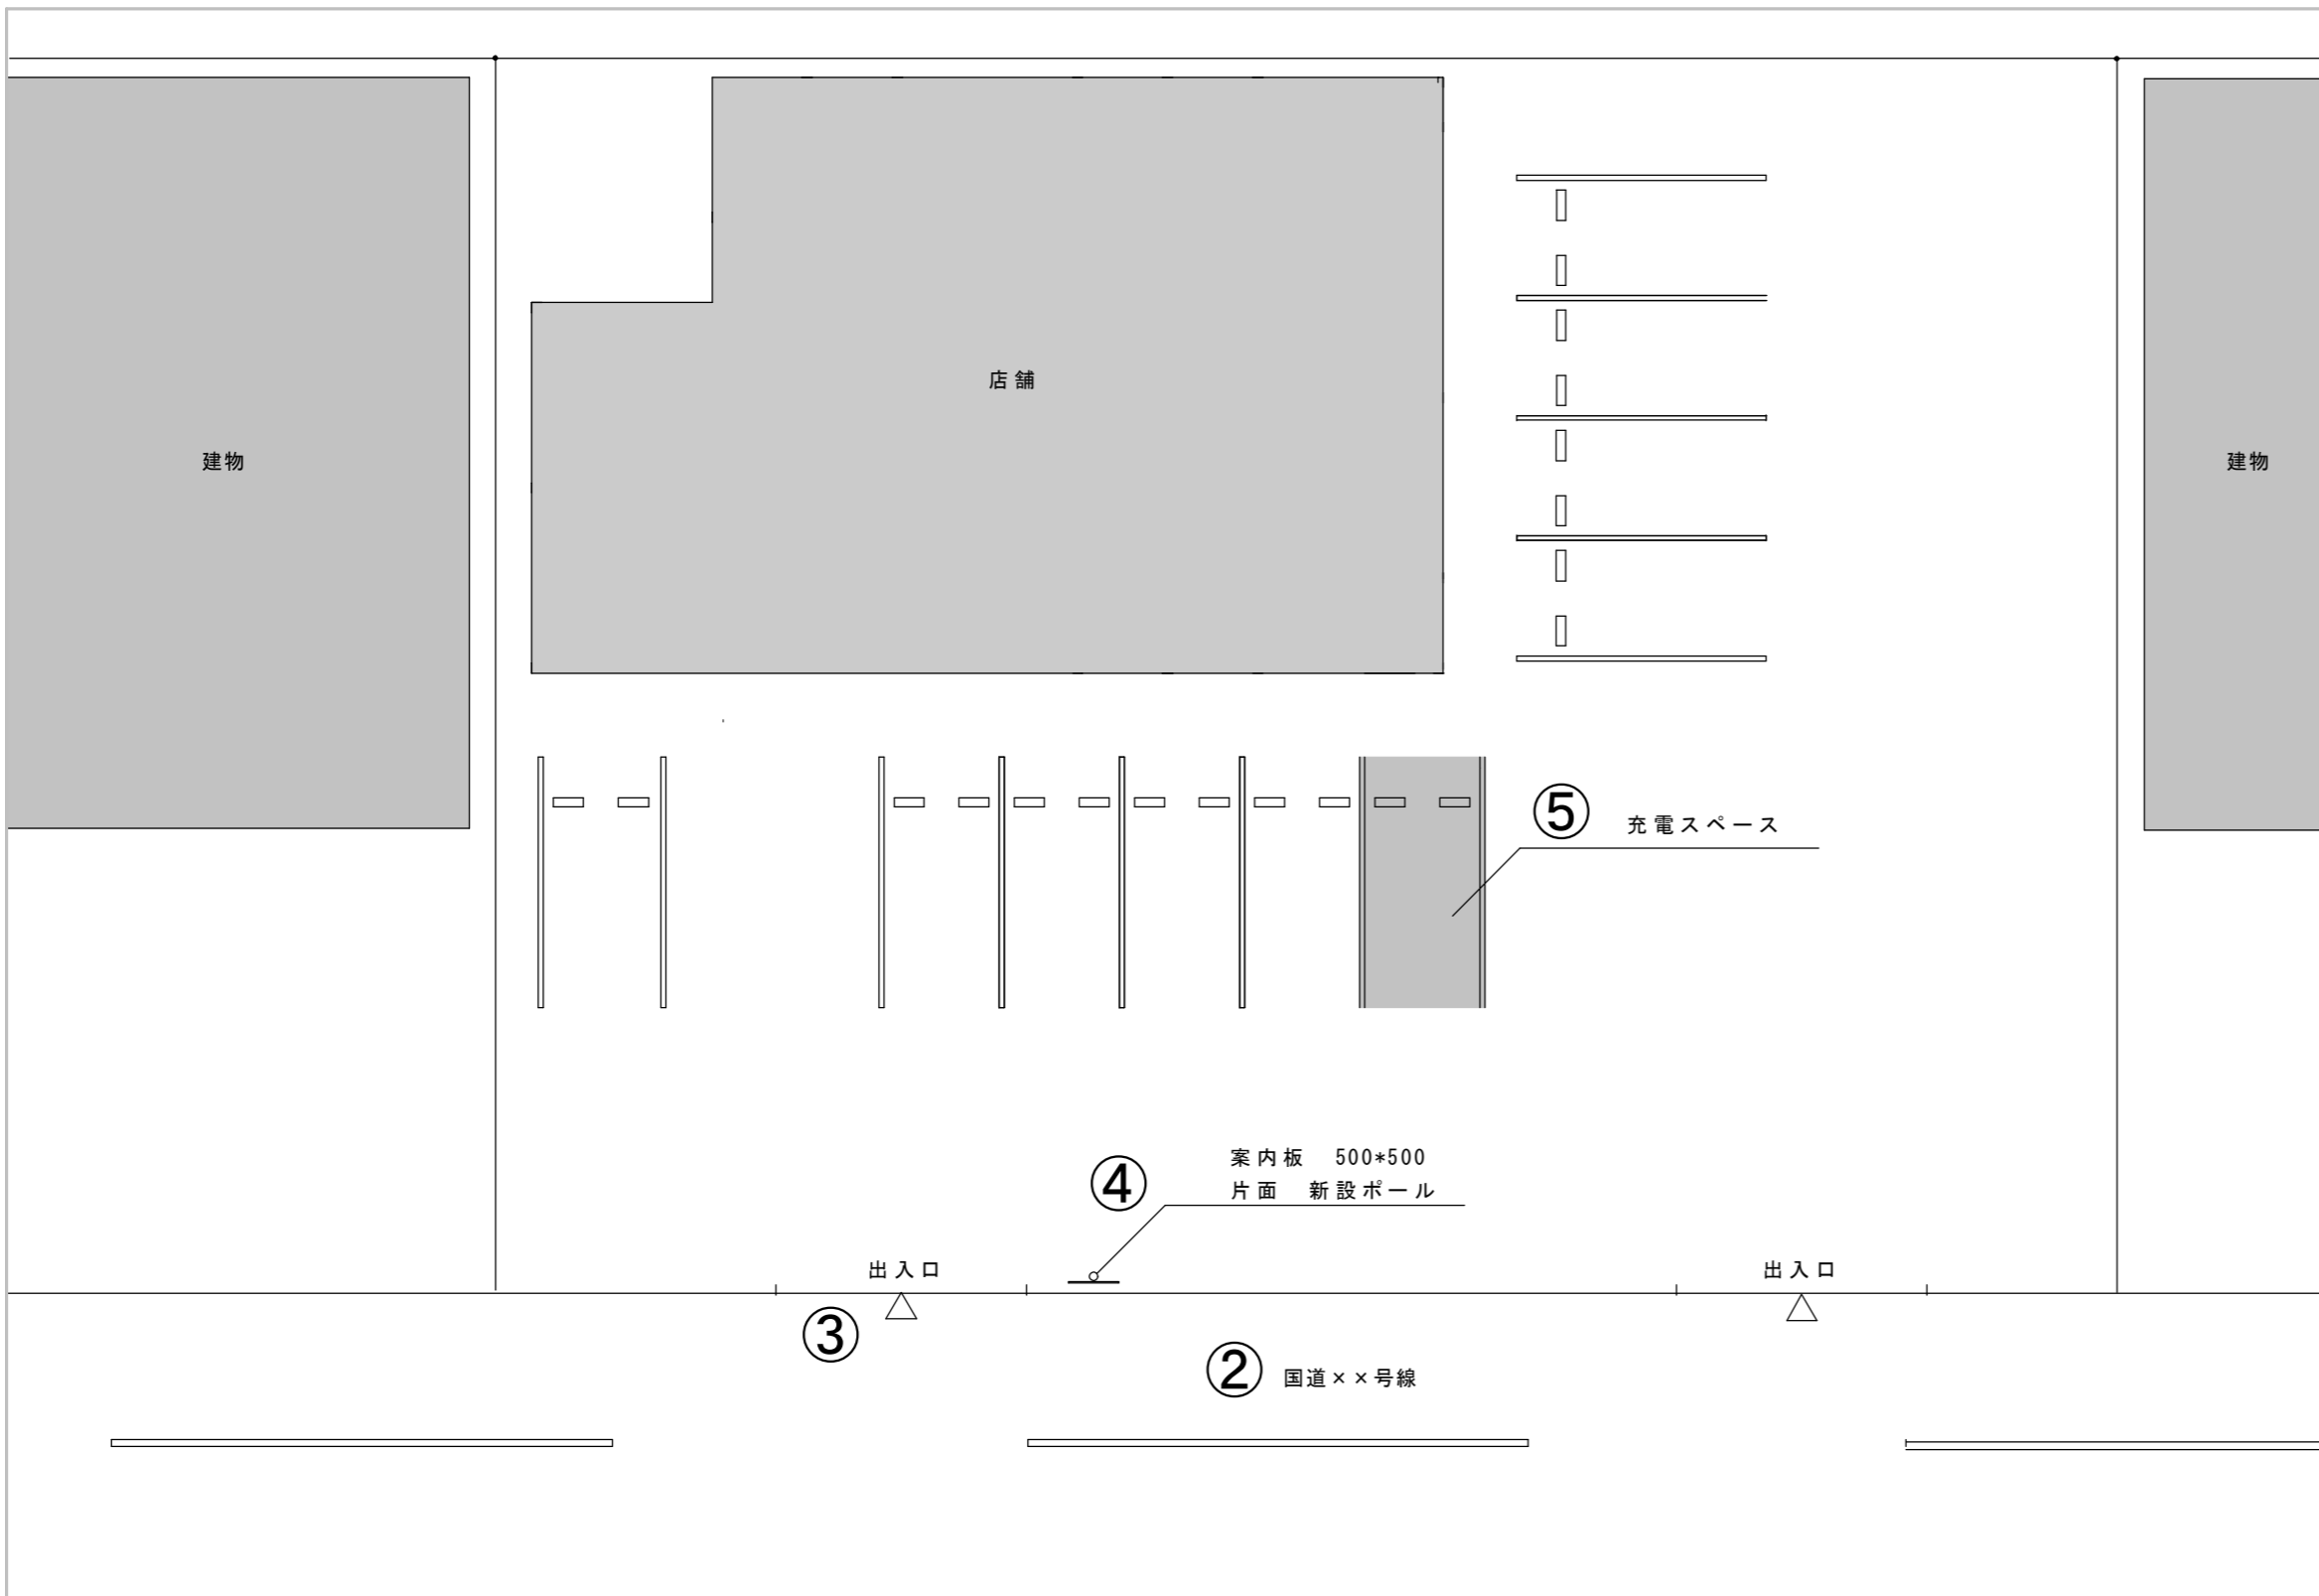 店舗
建物
建物
⑤ 充電スペース
④ 案内板 500*500
片面 新設ポール
出入口
出入口
③
② 国道××号線